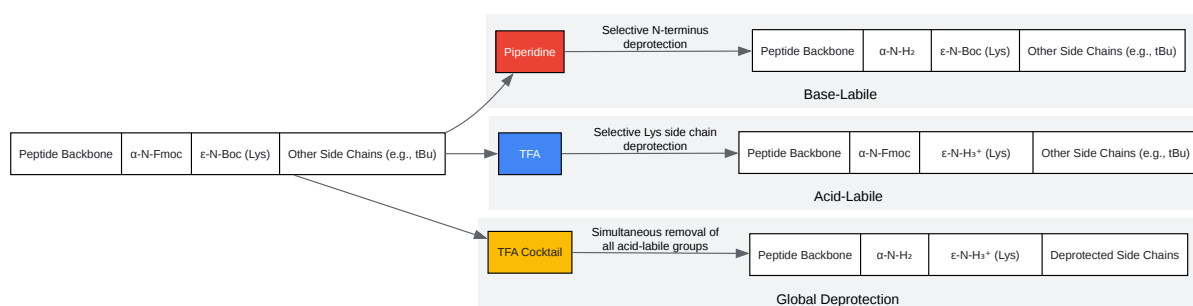 Piperidine
Selective N-terminus
deprotection
Peptide Backbone
α-N-H₂
ε-N-Boc (Lys)
Other Side Chains (e.g., tBu)
Base-Labile
Peptide Backbone
α-N-Fmoc
ε-N-Boc (Lys)
Other Side Chains (e.g., tBu)
TFA
Selective Lys side chain
deprotection
Peptide Backbone
α-N-Fmoc
ε-N-H₃⁺ (Lys)
Other Side Chains (e.g., tBu)
Acid-Labile
TFA Cocktail
Simultaneous removal of
all acid-labile groups
Peptide Backbone
α-N-H₂
ε-N-H₃⁺ (Lys)
Deprotected Side Chains
Global Deprotection